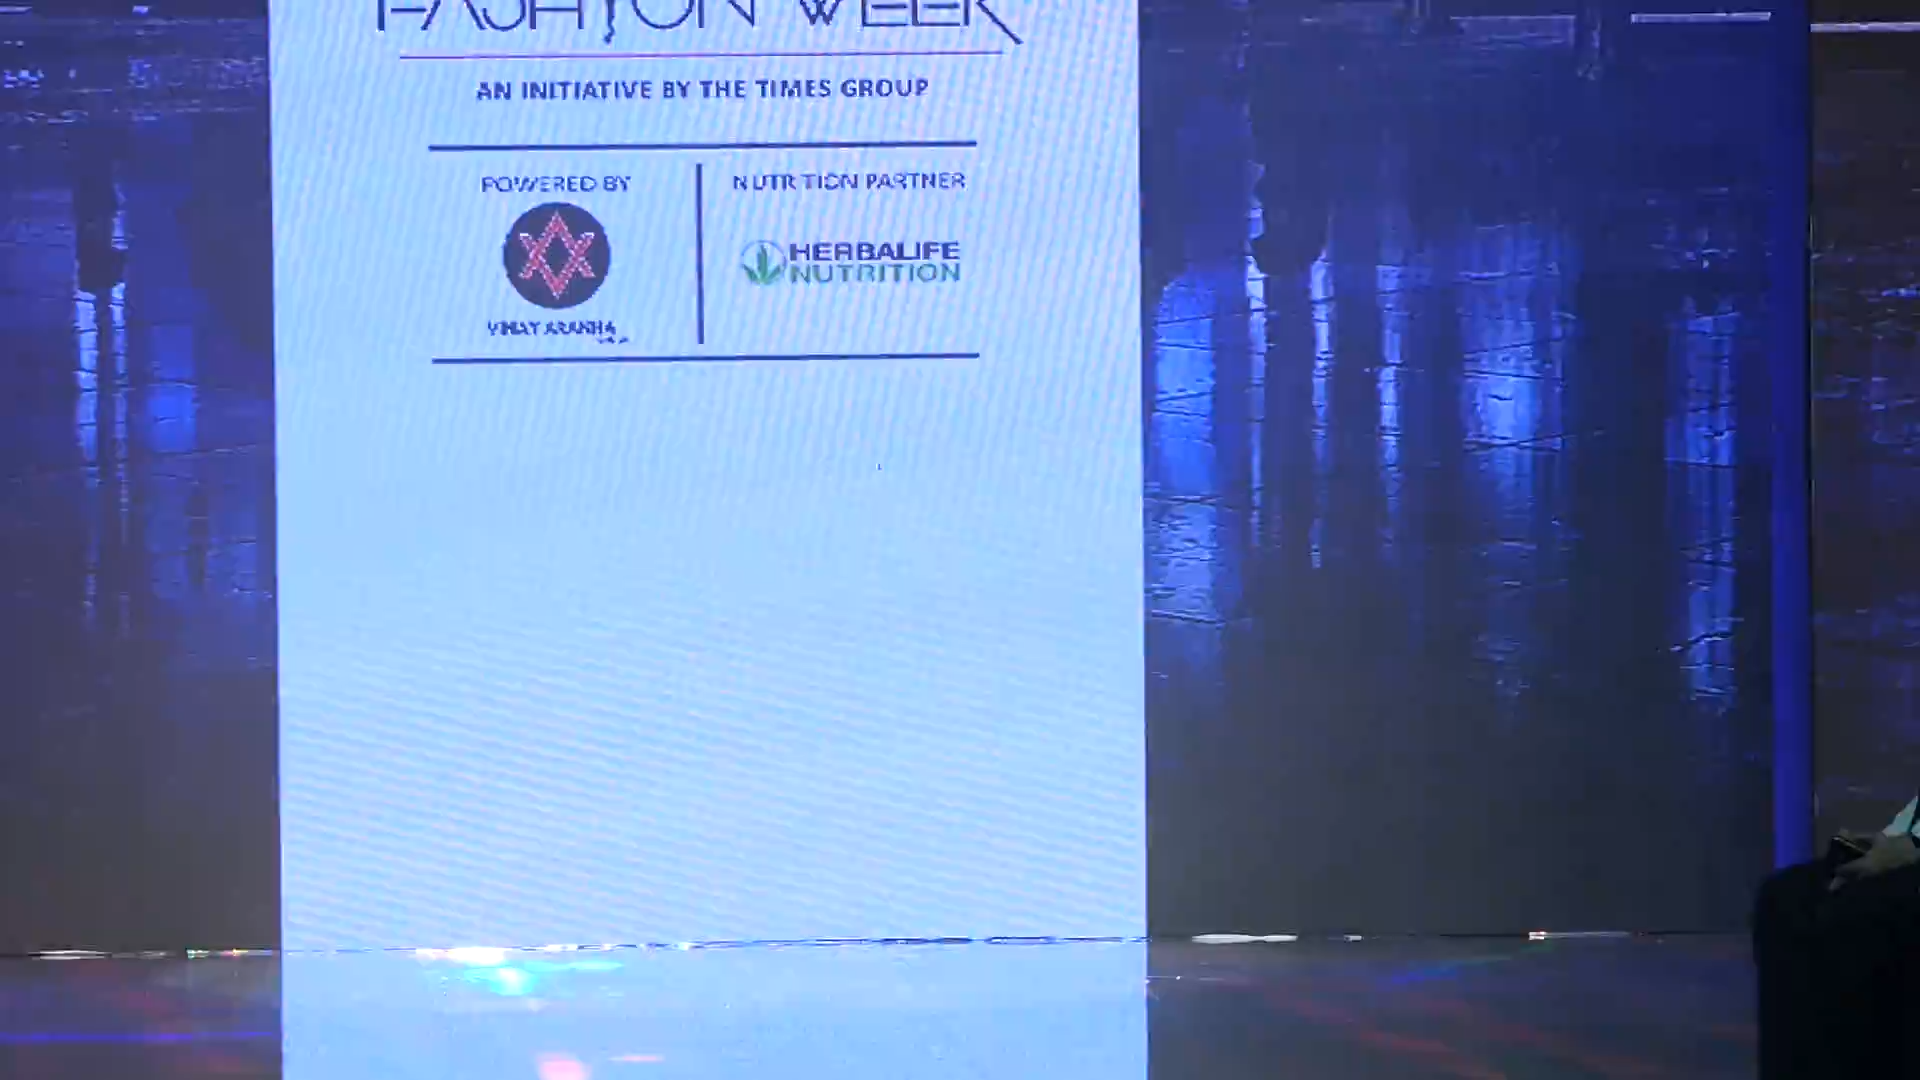 FASHION WEEK
AN INITIATIVE BY THE TIMES GROUP
POWERED BY
VINAY ARANHA
NUTRITION PARTNER
HERBALIFE
NUTRITION